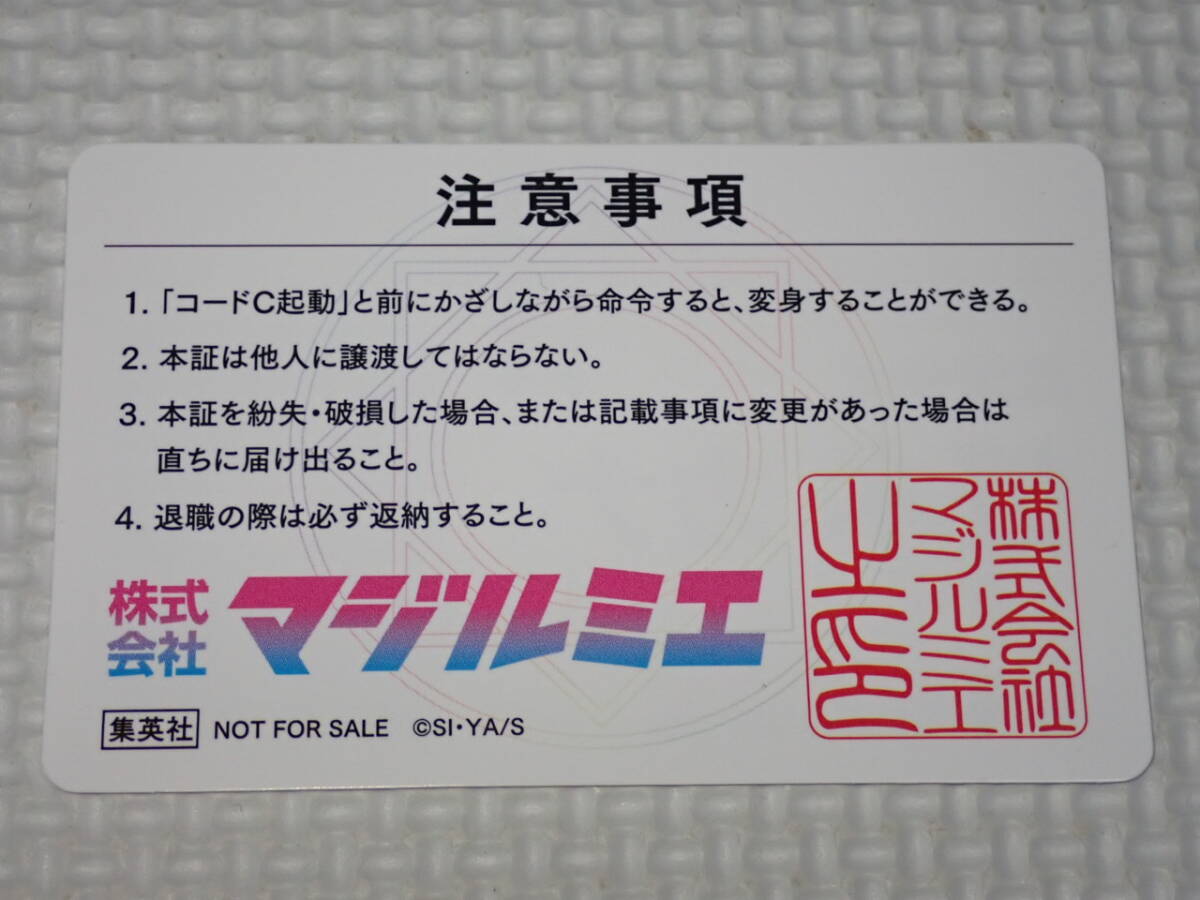 注意事項
1. 「コードC起動」と前にかざしながら命令すると、変身することができる。
2. 本証は他人に譲渡してはならない。
3. 本証を紛失・破損した場合、または記載事項に変更があった場合は
直ちに届け出ること。
4. 退職の際は必ず返納すること。
株式
会社
マジルミエ
株式会社
マジルミエ
之印
集英社 NOT FOR SALE ©SI・YA/S